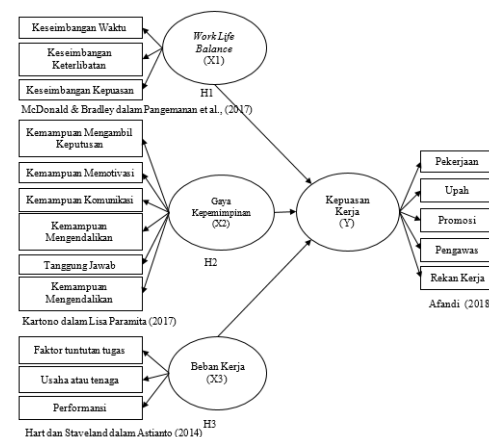 Keseimbangan Waktu
Keseimbangan
Keterlibatan
Keseimbangan Kepuasan
McDonald & Bradley dalam Pangemanan et al., (2017)
Work Life
Balance
(X1)
H1
Kemampuan Mengambil
Keputusan
Kemampuan Memotivasi
Kemampuan Komunikasi
Kemampuan
Mengendalikan
Tanggung Jawab
Kemampuan
Mengendalikan
Kartono dalam Lisa Paramita (2017)
Gaya
Kepemimpinan
(X2)
H2
Kepuasan
Kerja
(Y)
Pekerjaan
Upah
Promosi
Pengawas
Rekan Kerja
Afandi (2018
Faktor tuntutan tugas
Usaha atau tenaga
Performansi
Hart dan Staveland dalam Astianto (2014)
Beban Kerja
(X3)
H3